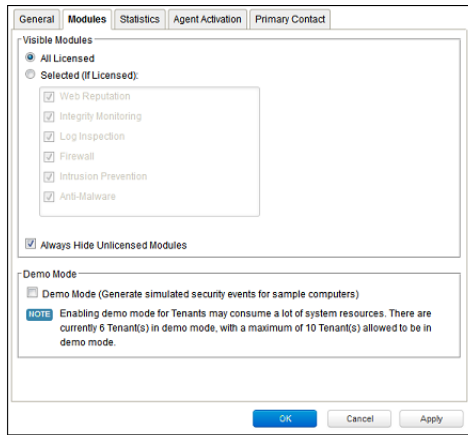 General Modules Statistics Agent Activation Primary Contact
Visible Modules
All Licensed
Selected (If Licensed):
Web Reputation
Integrity Monitoring
Log Inspection
Firewall
Intrusion Prevention
Anti-Malware
Always Hide Unlicensed Modules
Demo Mode
Demo Mode (Generate simulated security events for sample computers)
NOTE Enabling demo mode for Tenants may consume a lot of system resources. There are
currently 6 Tenant(s) in demo mode, with a maximum of 10 Tenant(s) allowed to be in
demo mode.
OK Cancel Apply